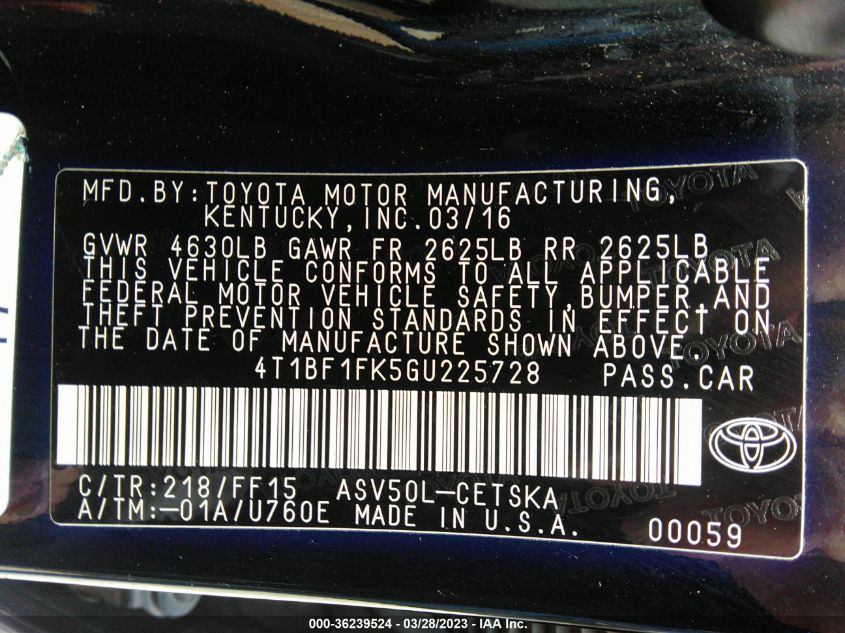 MFD.BY:TOYOTA MOTOR MANUFACTURING,
KENTUCKY,INC.03/16
GVWR 4630LB GAWR FR 2625LB RR 2625LB
THIS VEHICLE CONFORMS TO ALL APPLICABLE
FEDERAL MOTOR VEHICLE SAFETY,BUMPER,AND
THEFT PREVENTION STANDARDS IN EFFECT ON
THE DATE OF MANUFACTURE SHOWN ABOVE.
4T1BF1FK5GU225728 PASS.CAR
C/TR:218/FF15 ASV50L-CETSKA
A/TM:-01A/U760E MADE IN U.S.A.
00059
000-36239524 - 03/28/2023 - IAA Inc.